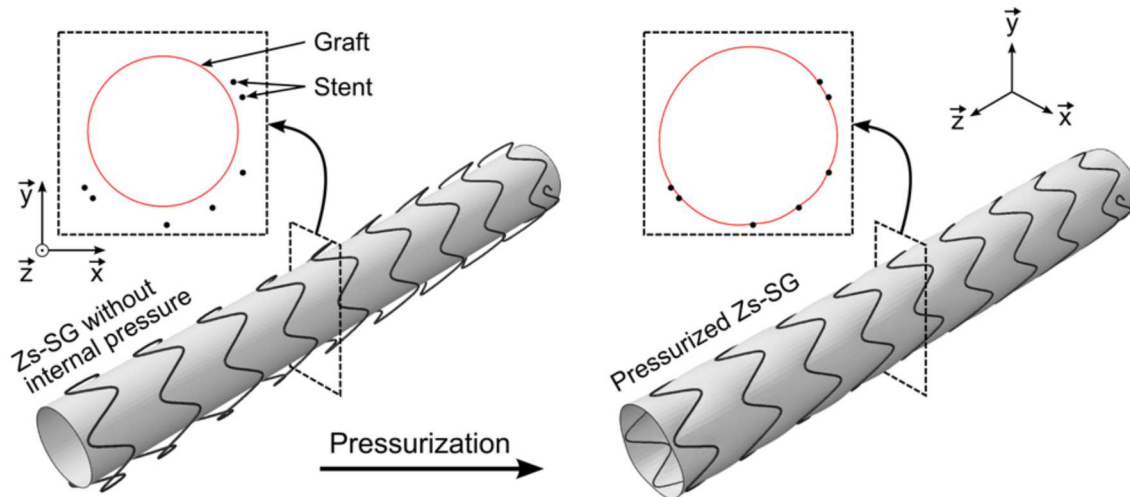 Graft
Stent
y
z
x
Zs-SG without
internal pressure
Pressurization
y
z
x
Pressurized Zs-SG